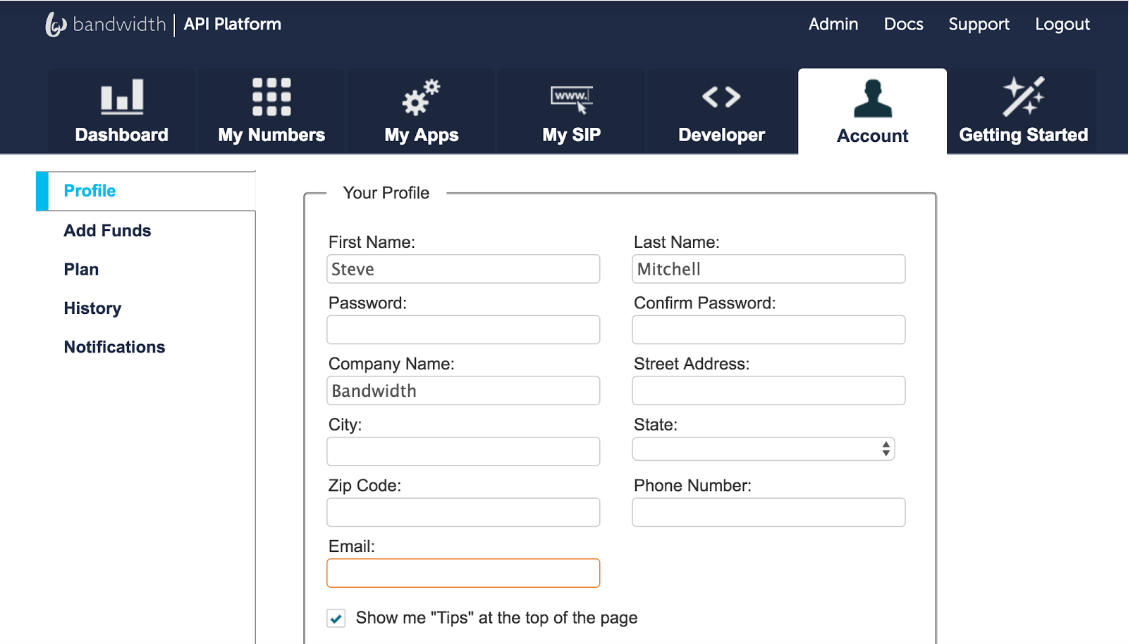 bandwidth | API Platform
Admin Docs Support Logout
www.
Dashboard My Numbers My Apps My SIP Developer Account Getting Started
Profile
Add Funds
Plan
History
Notifications
Your Profile
First Name: Last Name:
Steve Mitchell
Password: Confirm Password:
Company Name: Street Address:
Bandwidth
City: State:
Zip Code: Phone Number:
Email:
Show me "Tips" at the top of the page